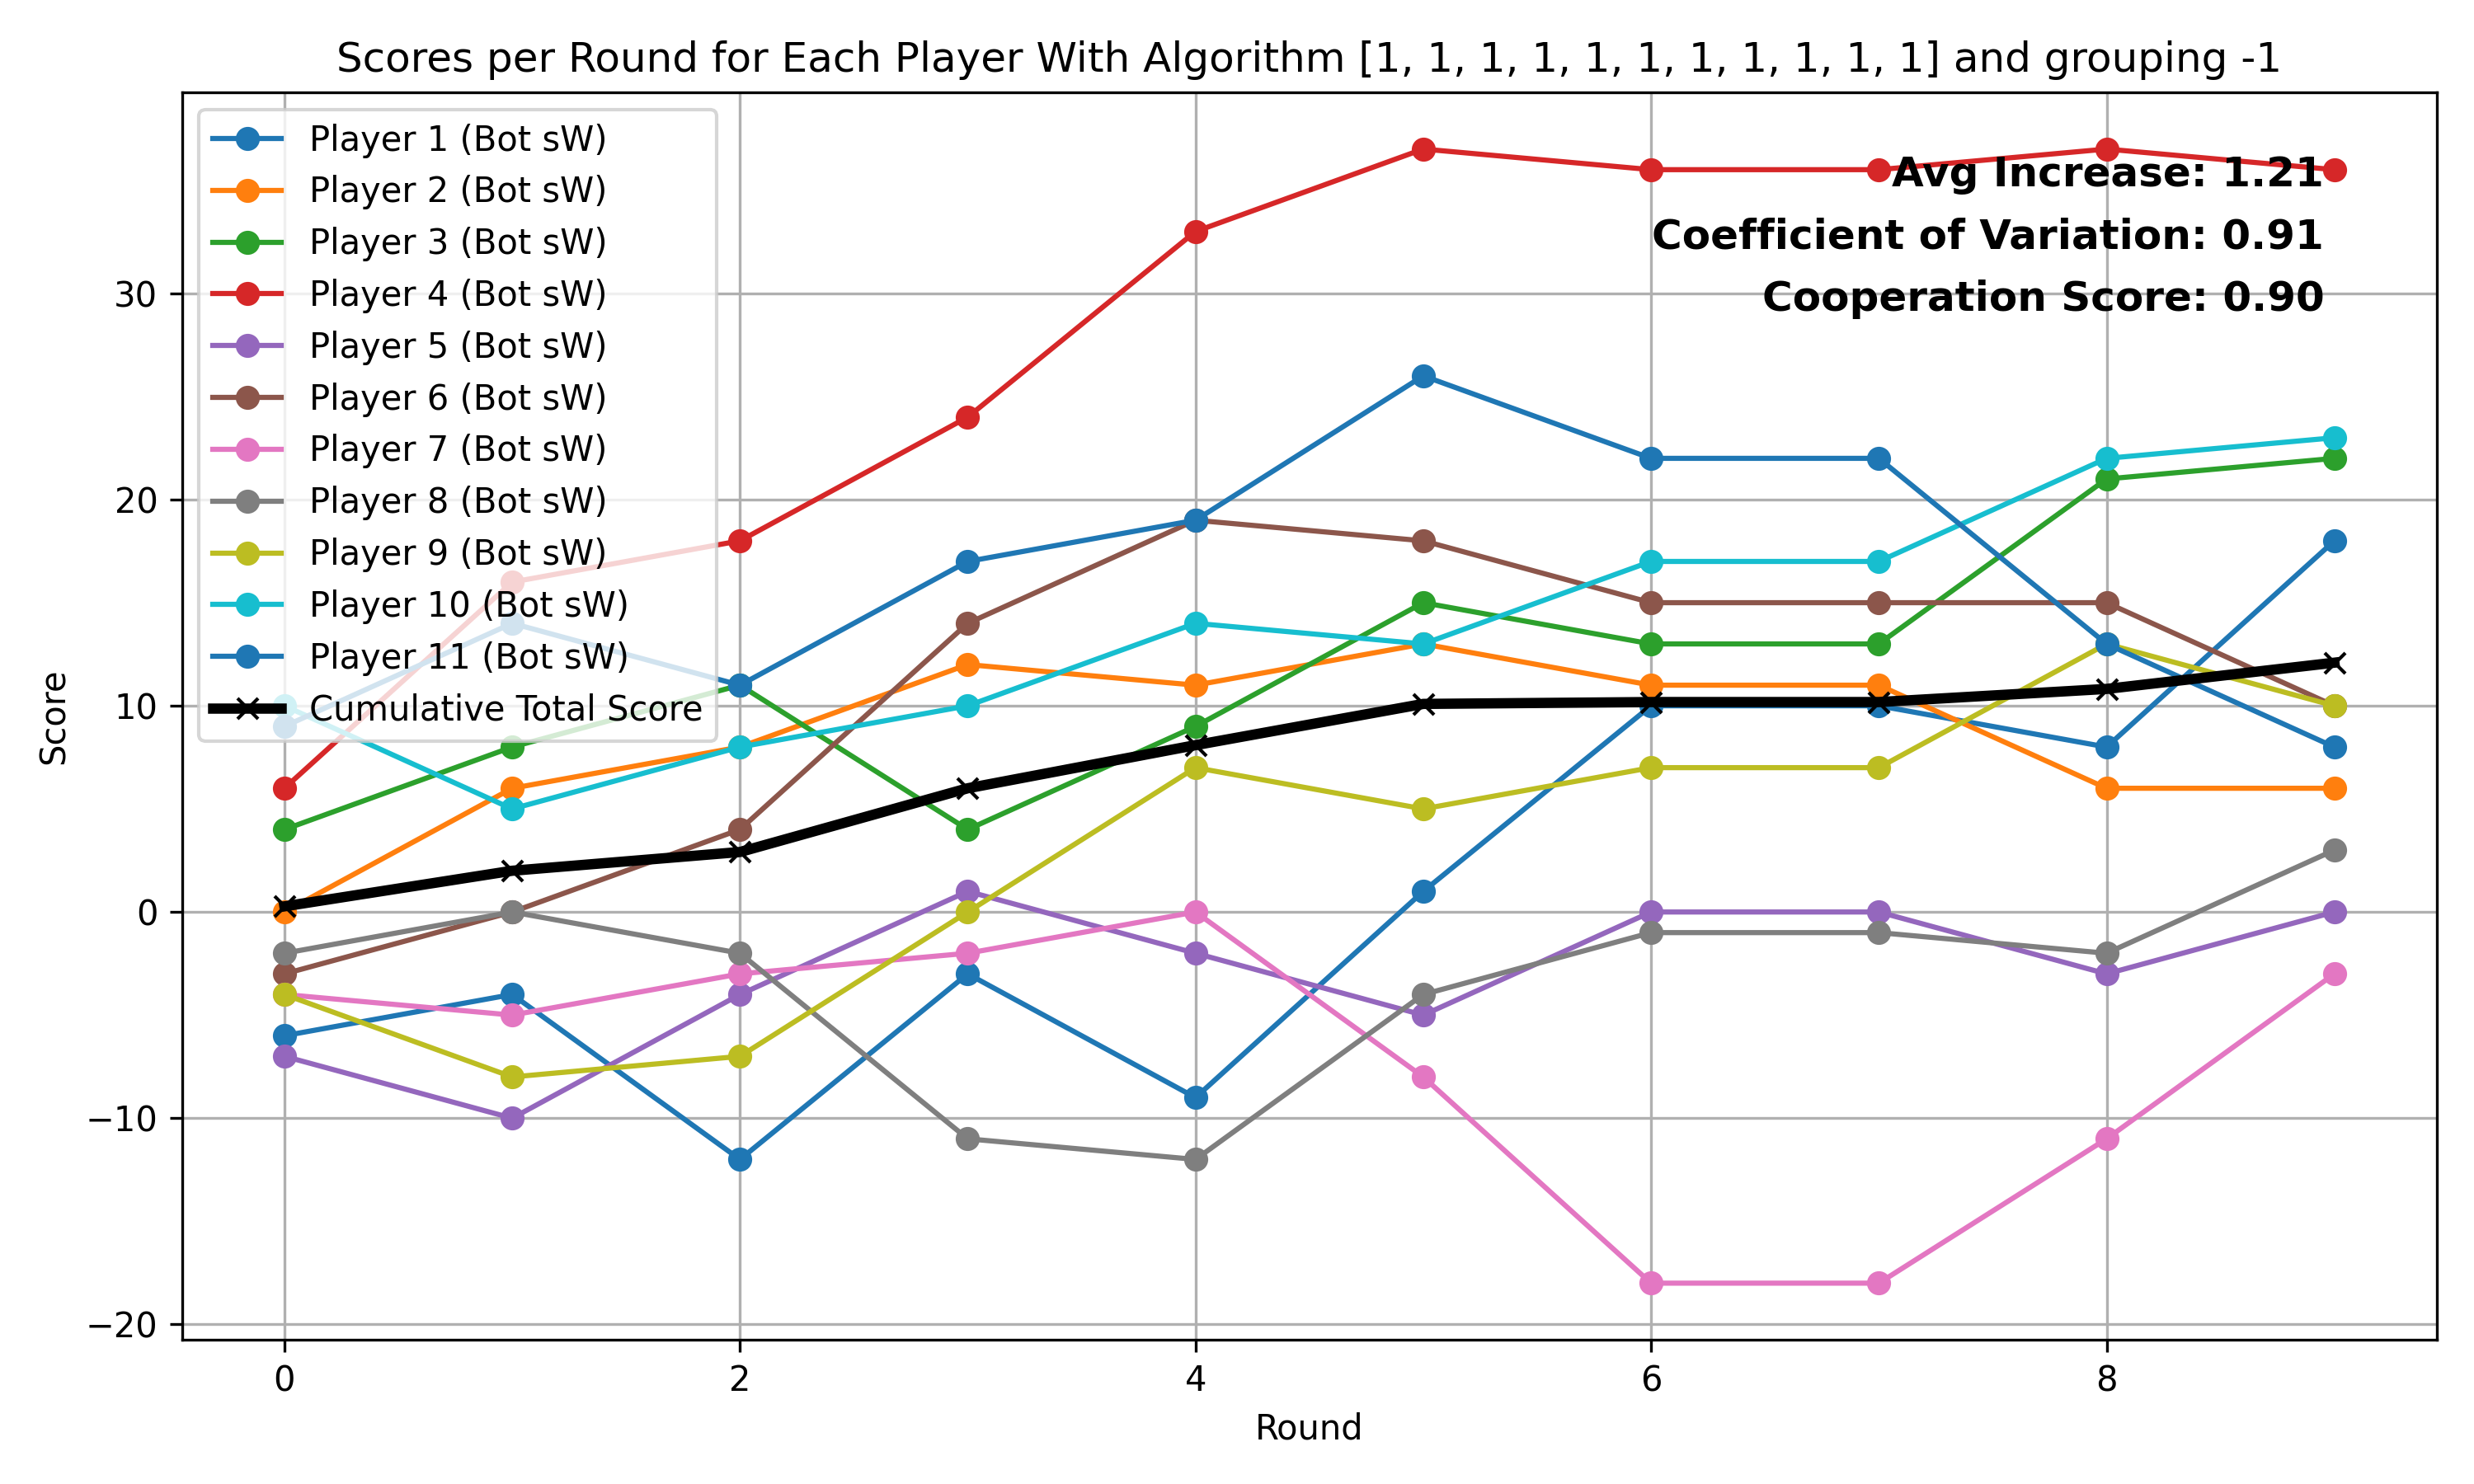 Scores per Round for Each Player With Algorithm [1, 1, 1, 1, 1, 1, 1, 1, 1, 1, 1] and grouping -1
Player 1 (Bot sW)
Player 2 (Bot sW)
Player 3 (Bot sW)
Player 4 (Bot sW)
Player 5 (Bot sW)
Player 6 (Bot sW)
Player 7 (Bot sW)
Player 8 (Bot sW)
Player 9 (Bot sW)
Player 10 (Bot sW)
Player 11 (Bot sW)
Cumulative Total Score
Avg Increase: 1.21
Coefficient of Variation: 0.91
Cooperation Score: 0.90
Score
30
20
10
0
−10
−20
0 2 4 6 8
Round